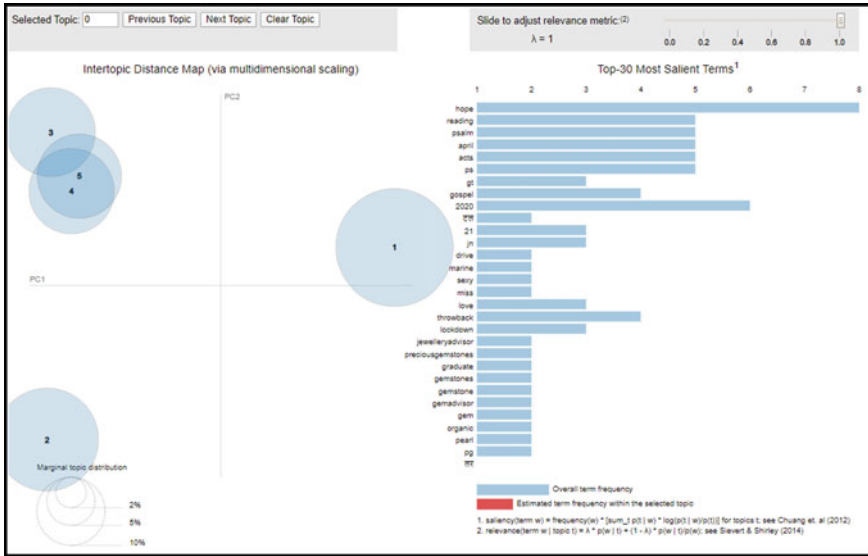 Selected Topic: 0 Previous Topic Next Topic Clear Topic
Slide to adjust relevance metric:(2)
λ = 1
0.0 0.2 0.4 0.6 0.8 1.0
Intertopic Distance Map (via multidimensional scaling)
PC2
PC1
3
5
4
1
2
Marginal topic distribution
2%
5%
10%
Top-30 Most Salient Terms1
1 2 3 4 5 6 7 8
hope
reading
psalm
april
acts
ps
gt
gospel
2020
21
jn
drive
marine
sexy
miss
love
throwback
lockdown
jewelleryadvisor
preciousgemstones
graduate
gemstones
gemstone
gemadvisor
gem
organic
pearl
pg
Overall term frequency
Estimated term frequency within the selected topic
1. saliency(term w) = frequency(w) * [sum_t p(t | w) * log(p(t | w)/p(t))] for topics t; see Chuang et. al (2012)
2. relevance(term w | topic t) = λ * p(w | t) + (1 - λ) * p(w | t)/p(w); see Sievert & Shirley (2014)